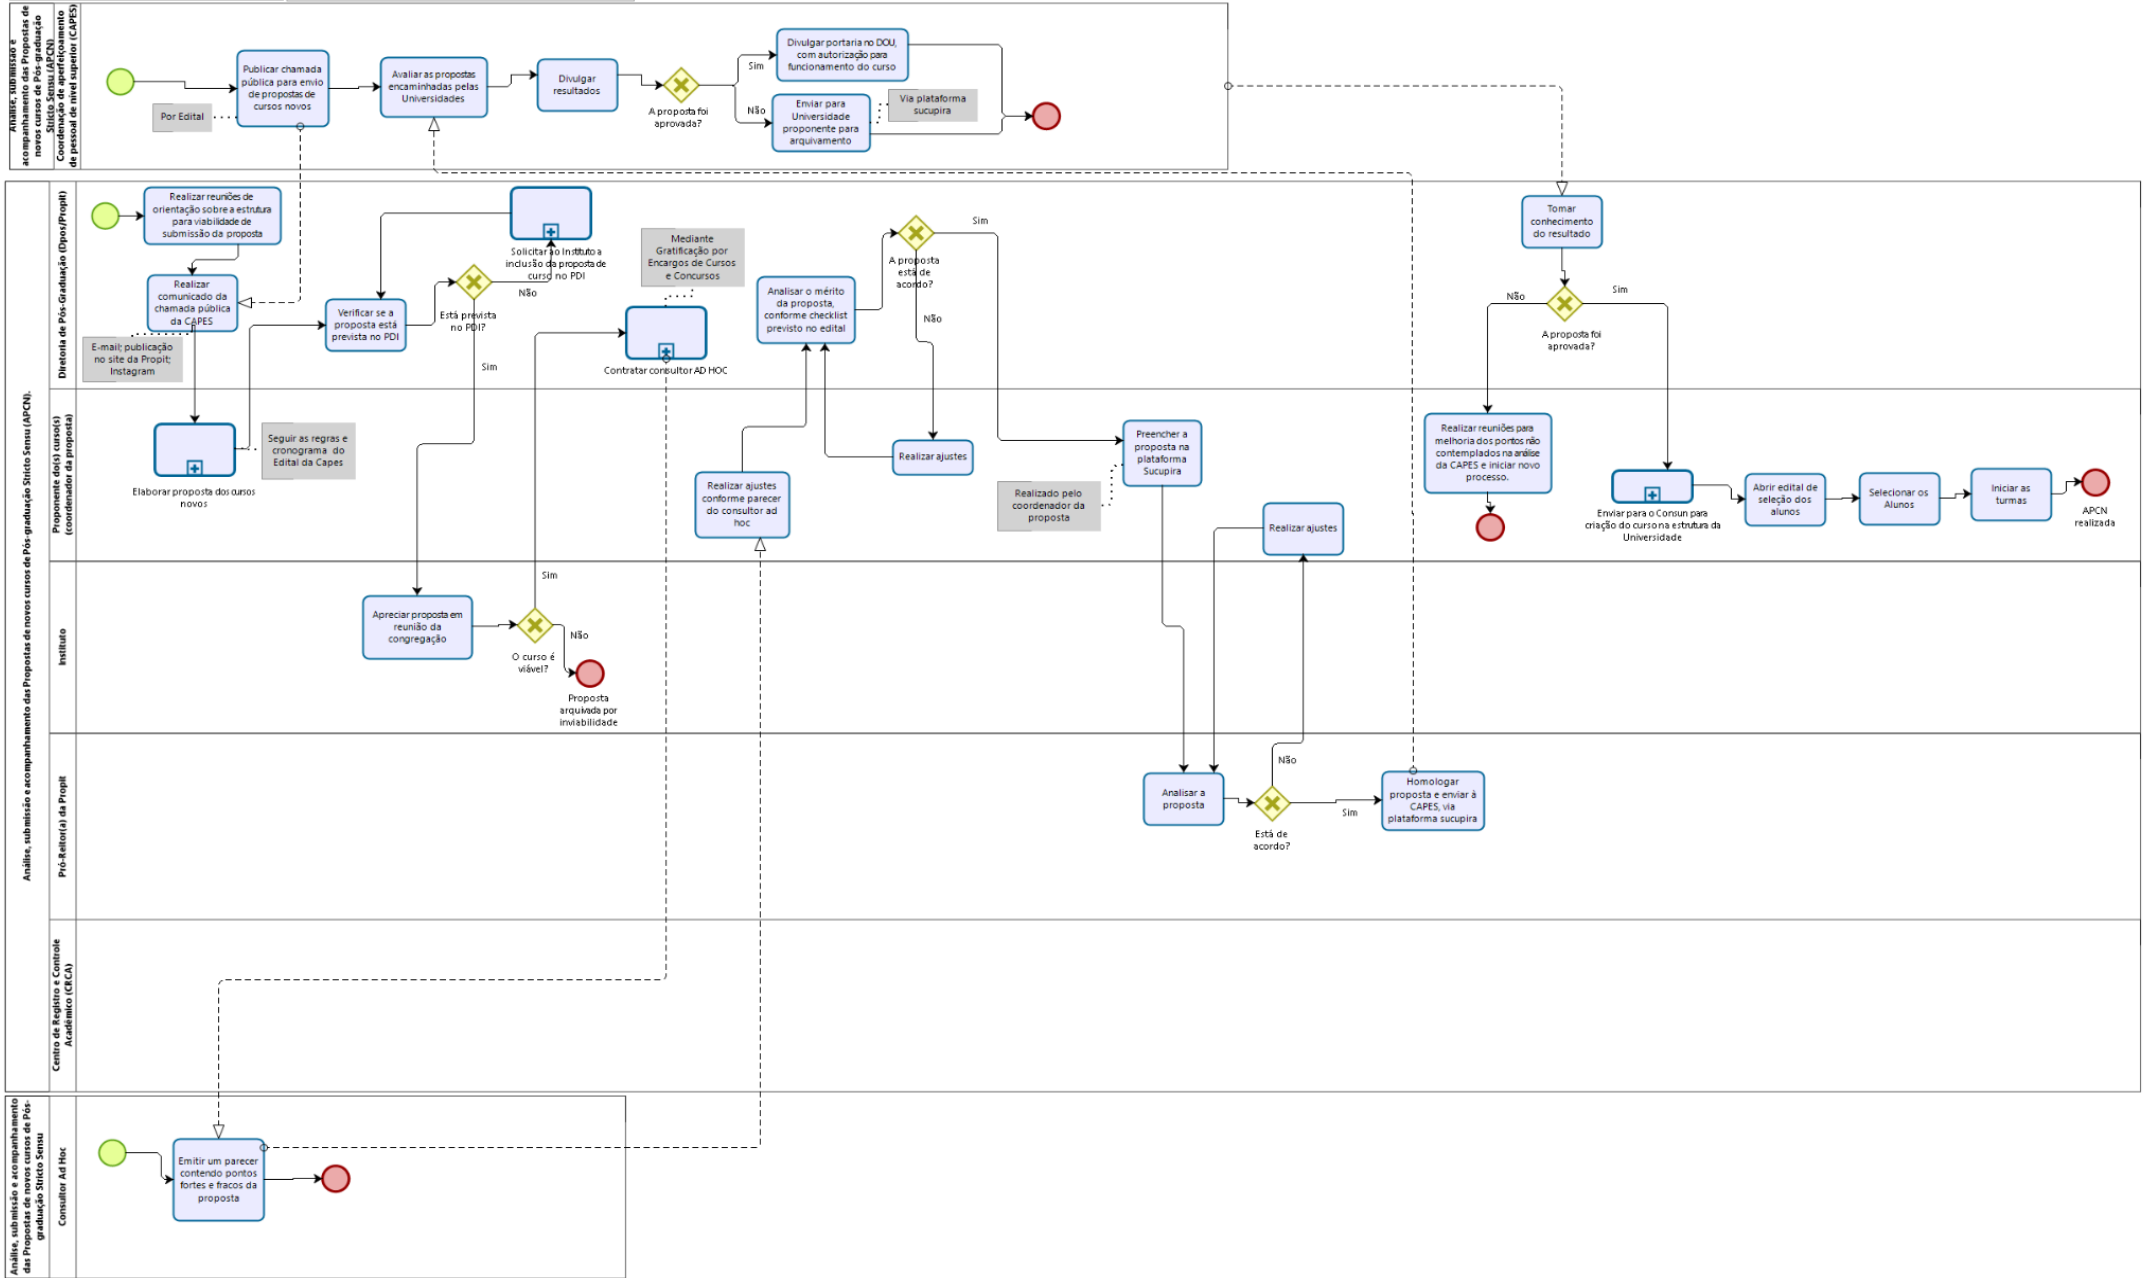 Análise, submissão e
acompanhamento das Propostas de
novos cursos de Pós-graduação
Stricto Sensu (APCN)
Coordenação de aperfeiçoamento
de pessoal de nível superior (CAPES)
Publicar chamada
pública para envio
de propostas de
cursos novos
Por Edital
Avaliar as propostas
encaminhadas pelas
Universidades
Divulgar
resultados
A proposta foi
aprovada?
Sim
Não
Divulgar portaria no DOU,
com autorização para
funcionamento do curso
Enviar para
Universidade
proponente para
arquivamento
Via plataforma
sucupira
Análise, submissão e acompanhamento das Propostas de novos cursos de Pós-graduação Stricto Sensu (APCN).
Diretoria de Pós-Graduação (Dpos/Propit)
Realizar reuniões de
orientação sobre a estrutura
para viabilidade de
submissão da proposta
Realizar
comunicado da
chamada pública
da CAPES
E-mail; publicação
no site da Propit;
Instagram
Verificar se a
proposta está
prevista no PDI
Está prevista
no PDI?
Não
Sim
Solicitar ao Instituto a
inclusão da proposta de
curso no PDI
Mediante
Gratificação por
Encargos de Cursos
e Concursos
Contratar consultor AD HOC
Analisar o mérito
da proposta,
conforme checklist
previsto no edital
A proposta
está de
acordo?
Sim
Não
Tomar
conhecimento
do resultado
A proposta foi
aprovada?
Não
Sim
Proponente do(s) curso(s)
(coordenador da proposta)
Elaborar proposta dos cursos
novos
Seguir as regras e
cronograma do
Edital da Capes
Realizar ajustes
conforme parecer
do consultor ad
hoc
Realizar ajustes
Preencher a
proposta na
plataforma
Sucupira
Realizado pelo
coordenador da
proposta
Realizar ajustes
Realizar reuniões para
melhoria dos pontos não
contemplados na análise
da CAPES e iniciar novo
processo.
Enviar para o Consun para
criação do curso na estrutura da
Universidade
Abrir edital de
seleção dos
alunos
Selecionar os
Alunos
Iniciar as
turmas
APCN
realizada
Instituto
Apreciar proposta em
reunião da
congregação
O curso é
viável?
Sim
Não
Proposta
arquivada por
inviabilidade
Pró-Reitor(a) da Propit
Analisar a
proposta
Está de
acordo?
Não
Sim
Homologar
proposta e enviar à
CAPES, via
plataforma sucupira
Centro de Registro e Controle
Acadêmico (CRCA)
Análise, submissão e acompanhamento
das Propostas de novos cursos de Pós-
graduação Stricto Sensu
Consultor Ad Hoc
Emitir um parecer
contendo pontos
fortes e fracos da
proposta